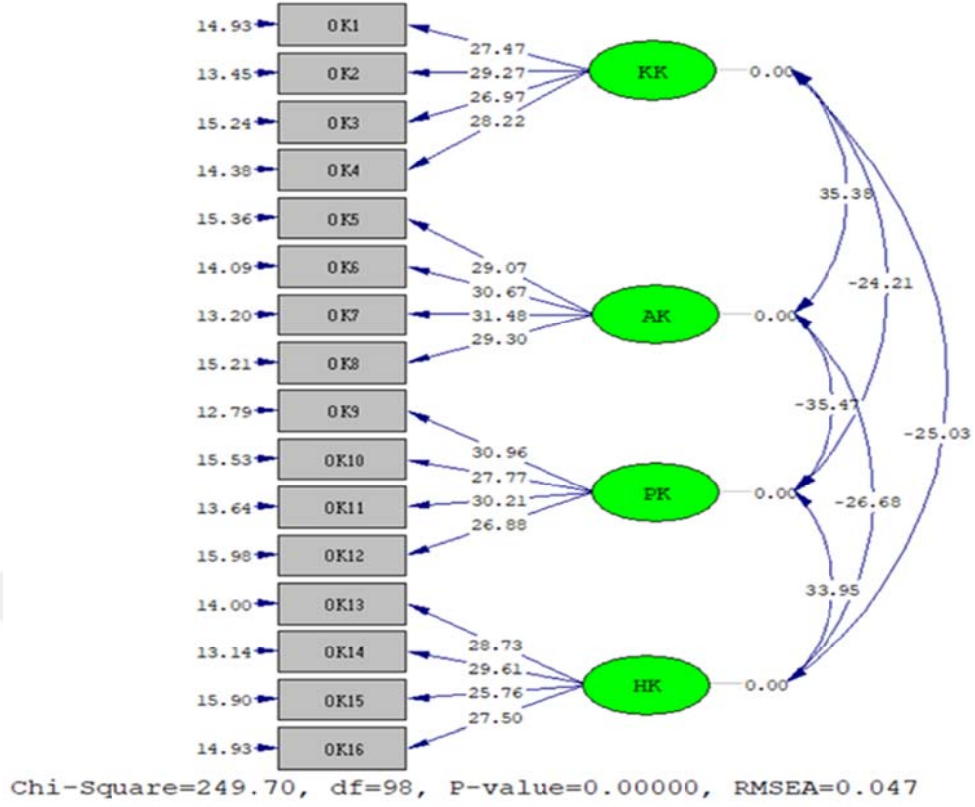 14.93 OK1
27.47
29.27
26.97
28.22
KK 0.00
13.45 OK2
15.24 OK3
14.38 OK4
35.38
-24.21
15.36 OK5
29.07
30.67
31.48
29.30
AK 0.00
14.09 OK6
13.20 OK7
15.21 OK8
-35.47
-25.03
12.79 OK9
30.96
27.77
30.21
26.88
PK 0.00
15.53 OK10
13.64 OK11
15.98 OK12
-26.68
33.95
14.00 OK13
28.73
29.61
25.76
27.50
HK 0.00
13.14 OK14
15.90 OK15
14.93 OK16
Chi-Square=249.70, df=98, P-value=0.00000, RMSEA=0.047